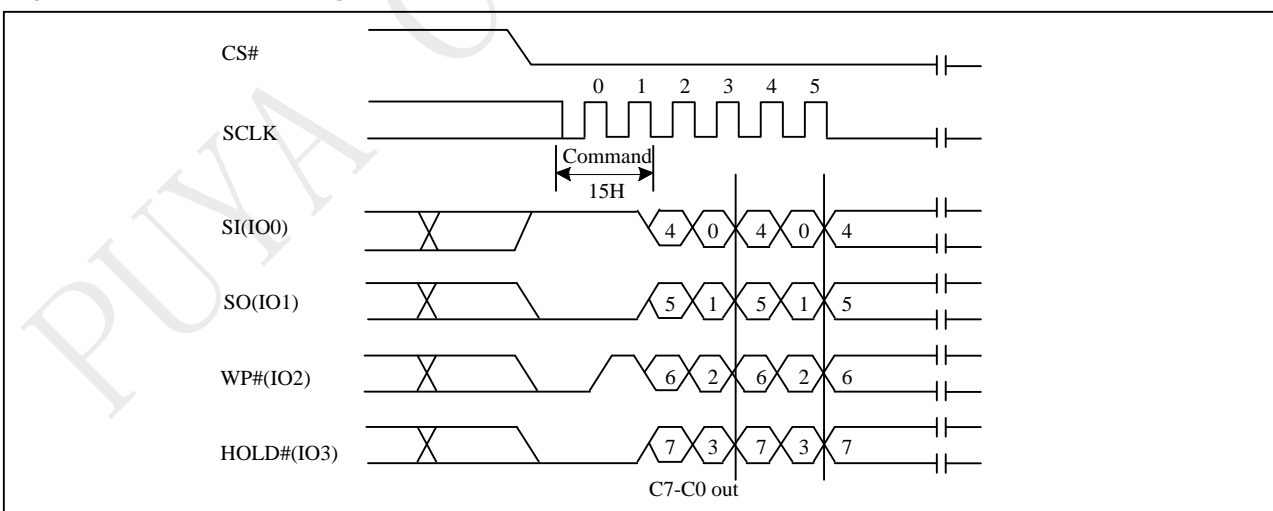 CS#
0 1 2 3 4 5
SCLK
Command
15H
SI(IO0)
4 0 4 0 4
SO(IO1)
5 1 5 1 5
WP#(IO2)
6 2 6 2 6
HOLD#(IO3)
7 3 7 3 7
C7-C0 out
PUYA